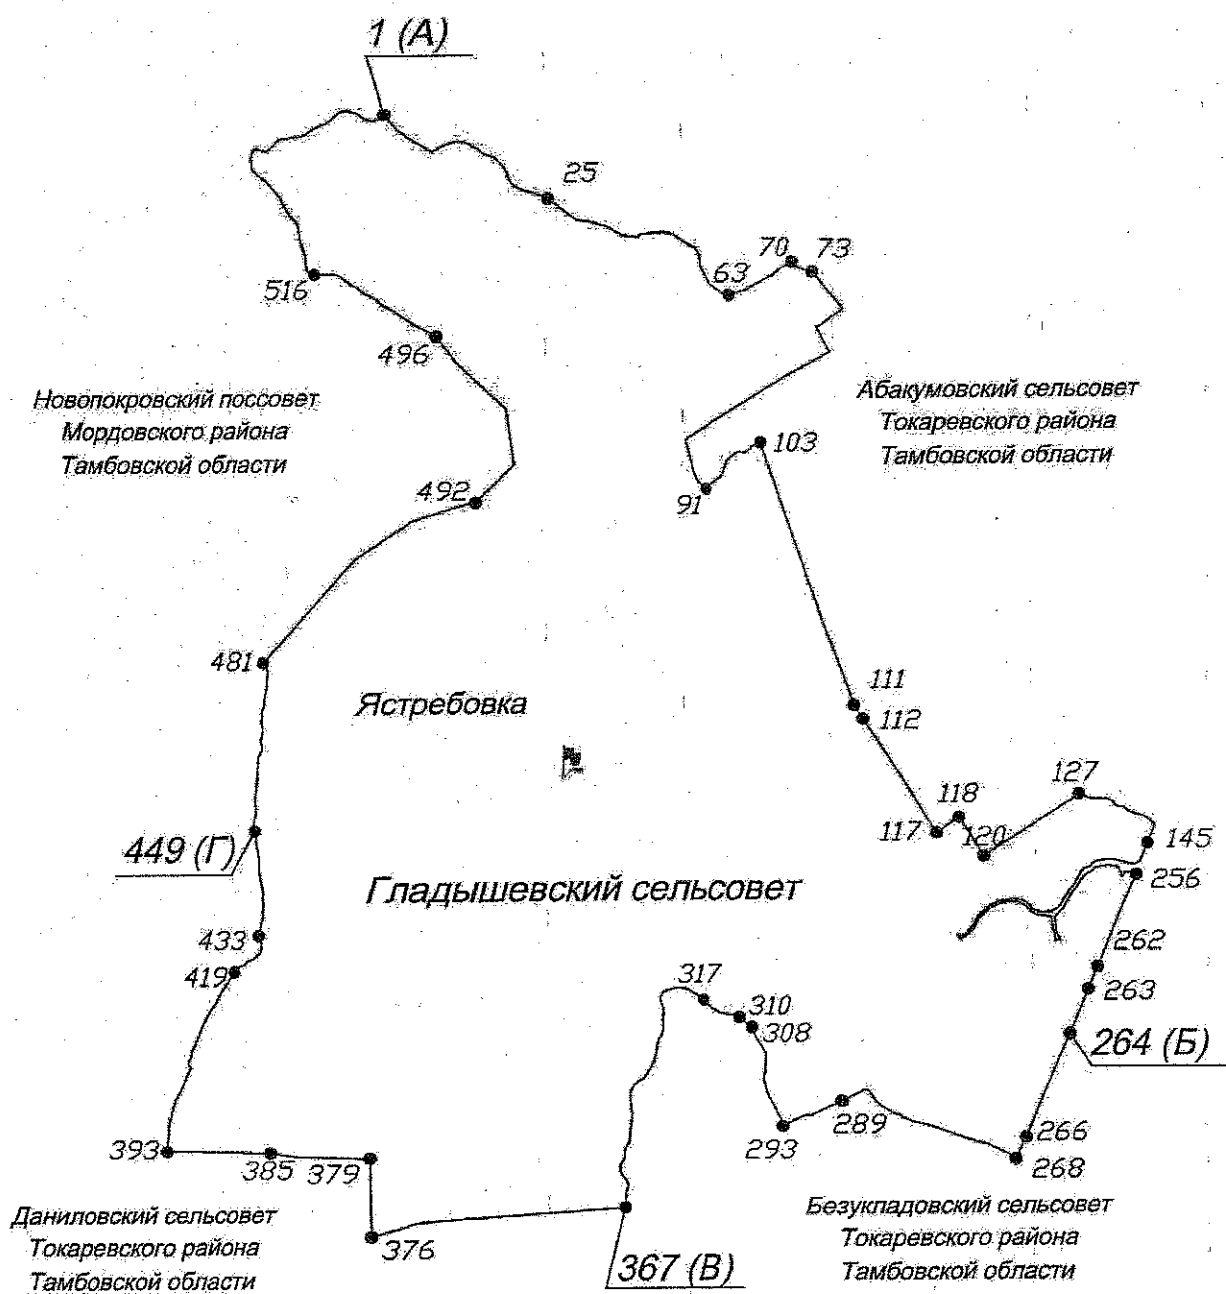 1 (А)
25
70
73
63
516
496
Новопокровский поссовет
Мордовского района
Тамбовской области
Абакумовский сельсовет
Токаревского района
Тамбовской области
103
492
91
481
Ястребовка
111
112
127
118
117
120
145
449 (Г)
256
Гладышевский сельсовет
433
262
419
263
317
310
308
264 (Б)
289
293
266
268
393
385
379
Даниловский сельсовет
Токаревского района
Тамбовской области
376
367 (В)
Безукладовский сельсовет
Токаревского района
Тамбовской области